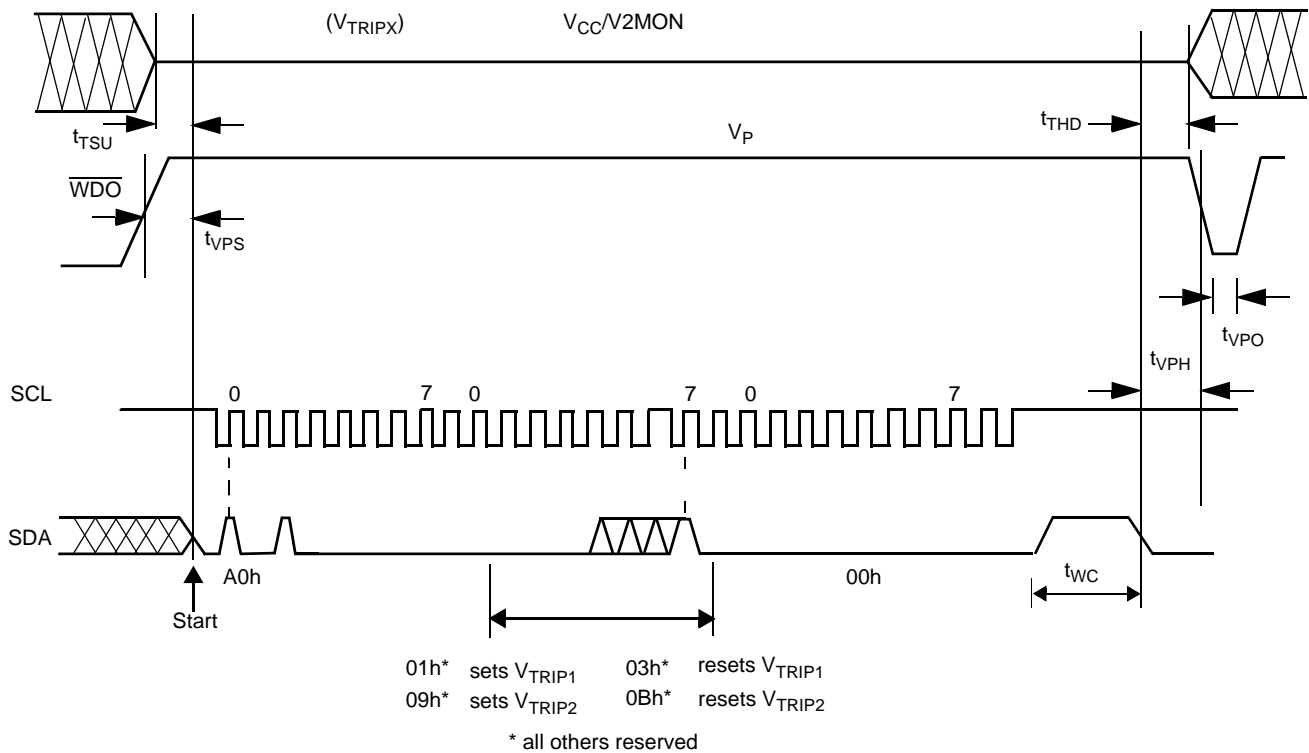 (VTRIPX) VCC/V2MON
tTSU
tTHD
VP
WDO
tVPS
tVPO
tVPH
SCL 0 7 0 7 0 7
SDA
A0h 00h tWC
Start
01h* sets VTRIP1 03h* resets VTRIP1
09h* sets VTRIP2 0Bh* resets VTRIP2
* all others reserved